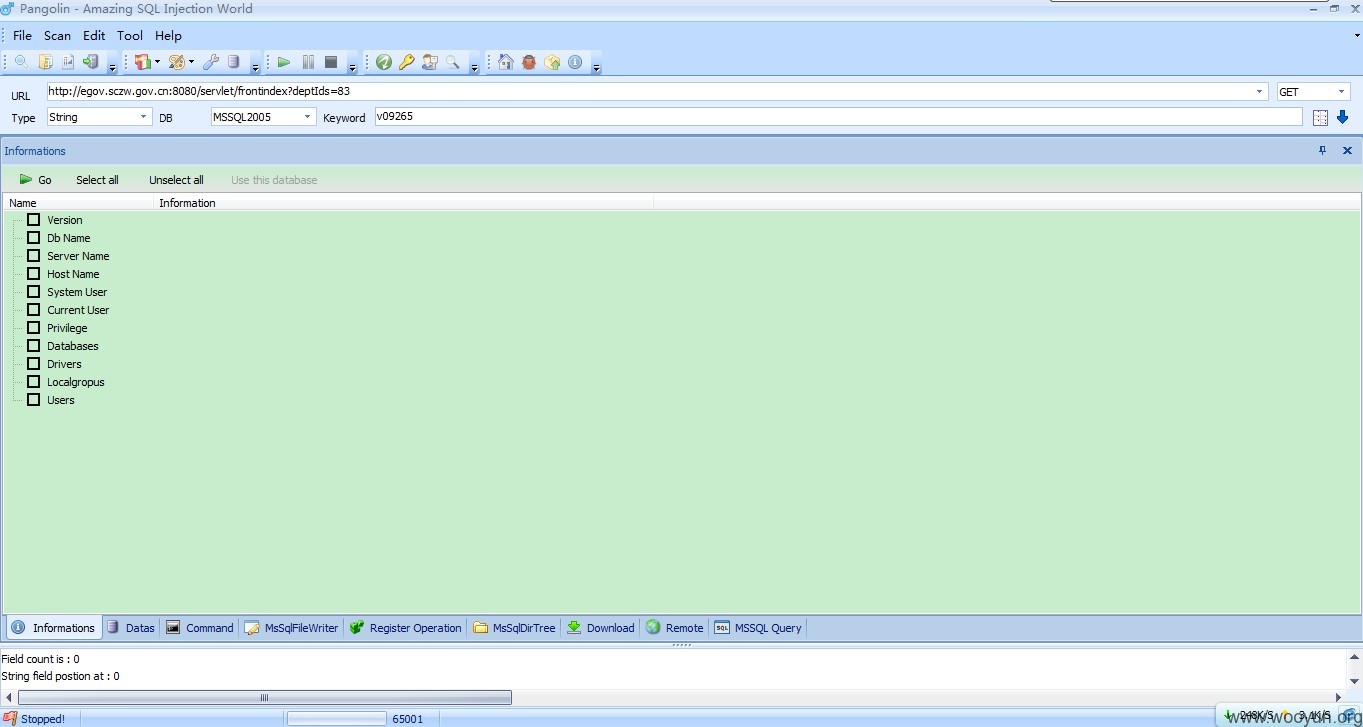 Pangolin - Amazing SQL Injection World
File Scan Edit Tool Help
URL http://egov.sczw.gov.cn:8080/servlet/frontindex?deptIds=83 GET
Type String DB MSSQL2005 Keyword v09265
Informations
Go Select all Unselect all Use this database
Name Information
Version
Db Name
Server Name
Host Name
System User
Current User
Privilege
Databases
Drivers
Localgropus
Users
Informations Datas Command MsSqlFileWriter Register Operation MsSqlDirTree Download Remote SQL MSSQL Query
Field count is : 0
String field postion at : 0
Stopped! 65001
www.wooyun.org